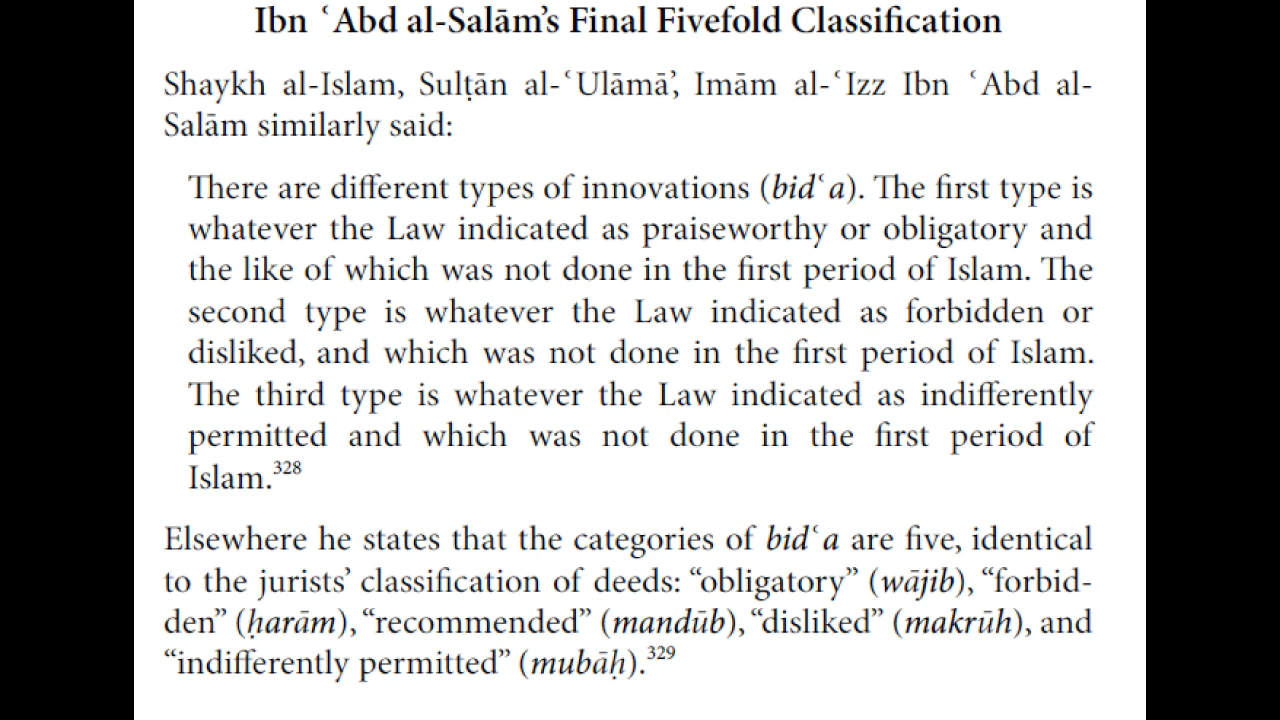 Ibn ʿAbd al-Salām’s Final Fivefold Classification
Shaykh al-Islam, Sulṭān al-ʿUlāmā’, Imām al-ʿIzz Ibn ʿAbd al-
Salām similarly said:
There are different types of innovations (bidʿa). The first type is
whatever the Law indicated as praiseworthy or obligatory and
the like of which was not done in the first period of Islam. The
second type is whatever the Law indicated as forbidden or
disliked, and which was not done in the first period of Islam.
The third type is whatever the Law indicated as indifferently
permitted and which was not done in the first period of
Islam.328
Elsewhere he states that the categories of bidʿa are five, identical
to the jurists’ classification of deeds: “obligatory” (wājib), “forbid-
den” (ḥarām), “recommended” (mandūb), “disliked” (makrūh), and
“indifferently permitted” (mubāḥ).329